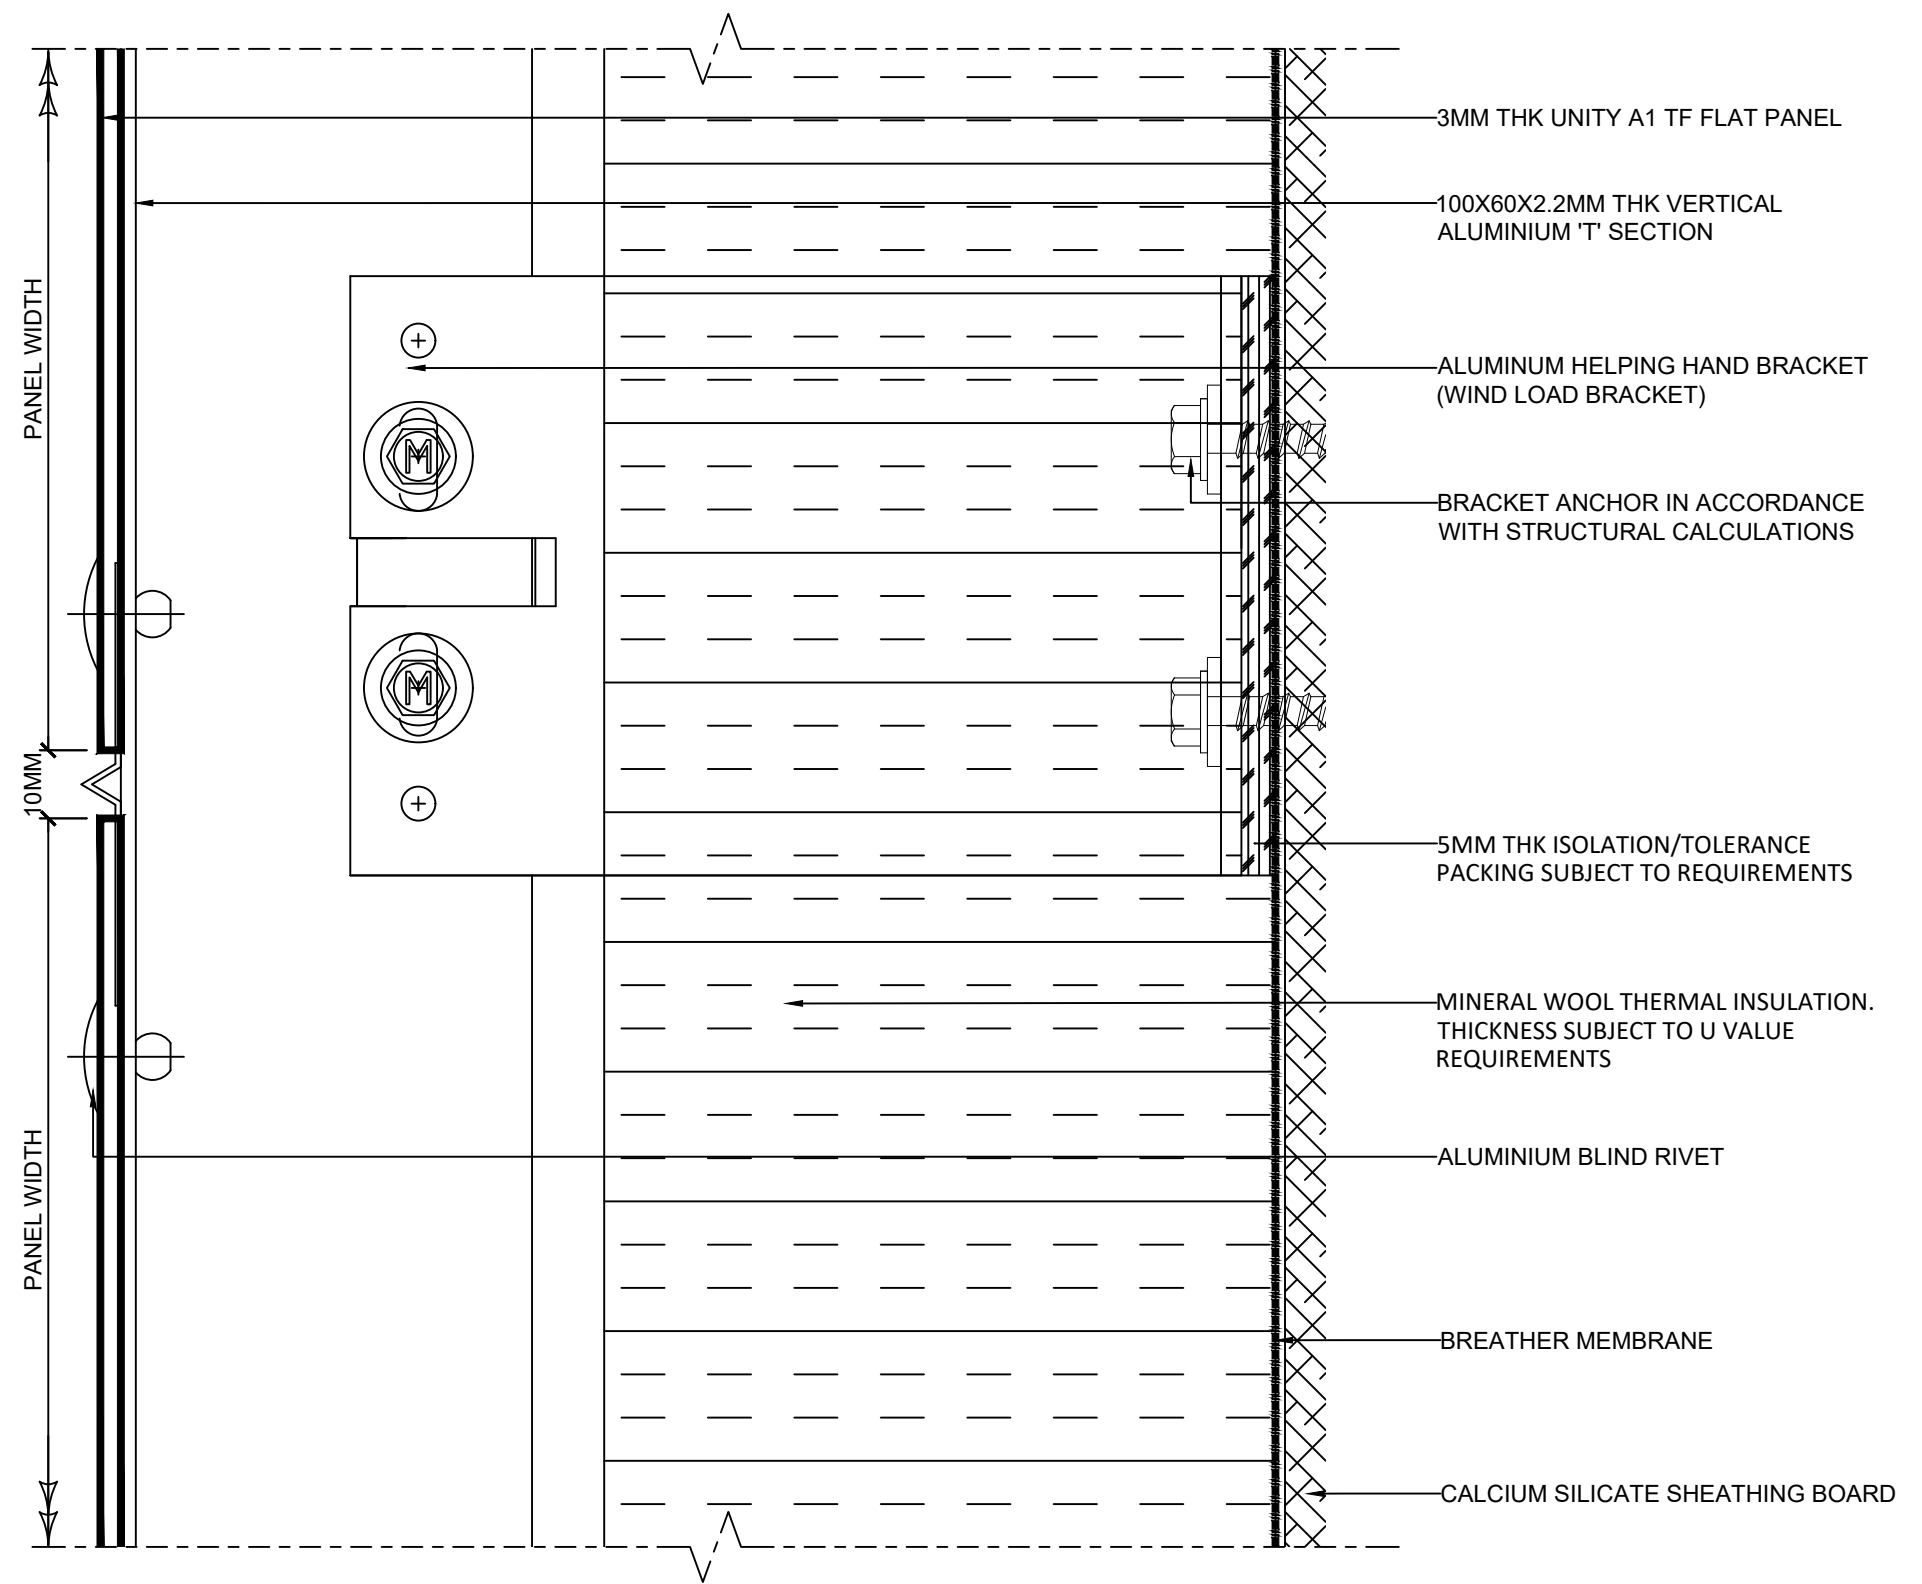 3MM THK UNITY A1 TF FLAT PANEL
100X60X2.2MM THK VERTICAL
ALUMINIUM 'T' SECTION
PANEL WIDTH
ALUMINUM HELPING HAND BRACKET
(WIND LOAD BRACKET)
M
BRACKET ANCHOR IN ACCORDANCE
WITH STRUCTURAL CALCULATIONS
M
10MM
5MM THK ISOLATION/TOLERANCE
PACKING SUBJECT TO REQUIREMENTS
MINERAL WOOL THERMAL INSULATION.
THICKNESS SUBJECT TO U VALUE
REQUIREMENTS
PANEL WIDTH
ALUMINIUM BLIND RIVET
BREATHER MEMBRANE
CALCIUM SILICATE SHEATHING BOARD